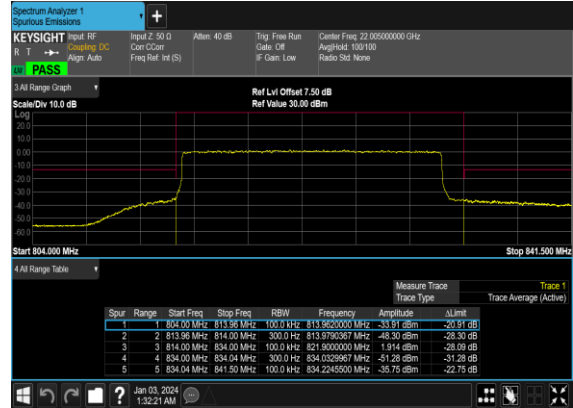 Spectrum Analyzer 1
Spurious Emissions
+
KEYSIGHT Input: RF Input Z: 50 Ω Atten: 40 dB Trig: Free Run Center Freq: 22.005000000 GHz
R T Coupling: DC Corr CCorr Gate: Off Avg|Hold: 100/100
Align: Auto Freq Ref: Int (S) IF Gain: Low Radio Std: None
PASS
3 All Range Graph
Ref Lvl Offset 7.50 dB
Scale/Div 10.0 dB Ref Value 30.00 dBm
Log
20.0
10.0
0.00
-10.0
-20.0
-30.0
-40.0
-50.0
-60.0
Start 804.000 MHz Stop 841.500 MHz
4 All Range Table
Measure Trace Trace 1
Trace Type Trace Average (Active)
Spur Range Start Freq Stop Freq RBW Frequency Amplitude ΔLimit
1 1 804.00 MHz 813.96 MHz 100.0 kHz 813.9620000 MHz -33.91 dBm -20.91 dB
2 2 813.96 MHz 814.00 MHz 300.0 Hz 813.9790367 MHz -48.30 dBm -28.30 dB
3 3 814.00 MHz 834.00 MHz 100.0 kHz 821.9000000 MHz 1.914 dBm -28.09 dB
4 4 834.00 MHz 834.04 MHz 300.0 Hz 834.0329967 MHz -51.28 dBm -31.28 dB
5 5 834.04 MHz 841.50 MHz 100.0 kHz 834.2245500 MHz -35.75 dBm -22.75 dB
? Jan 03, 2024
1:32:21 AM